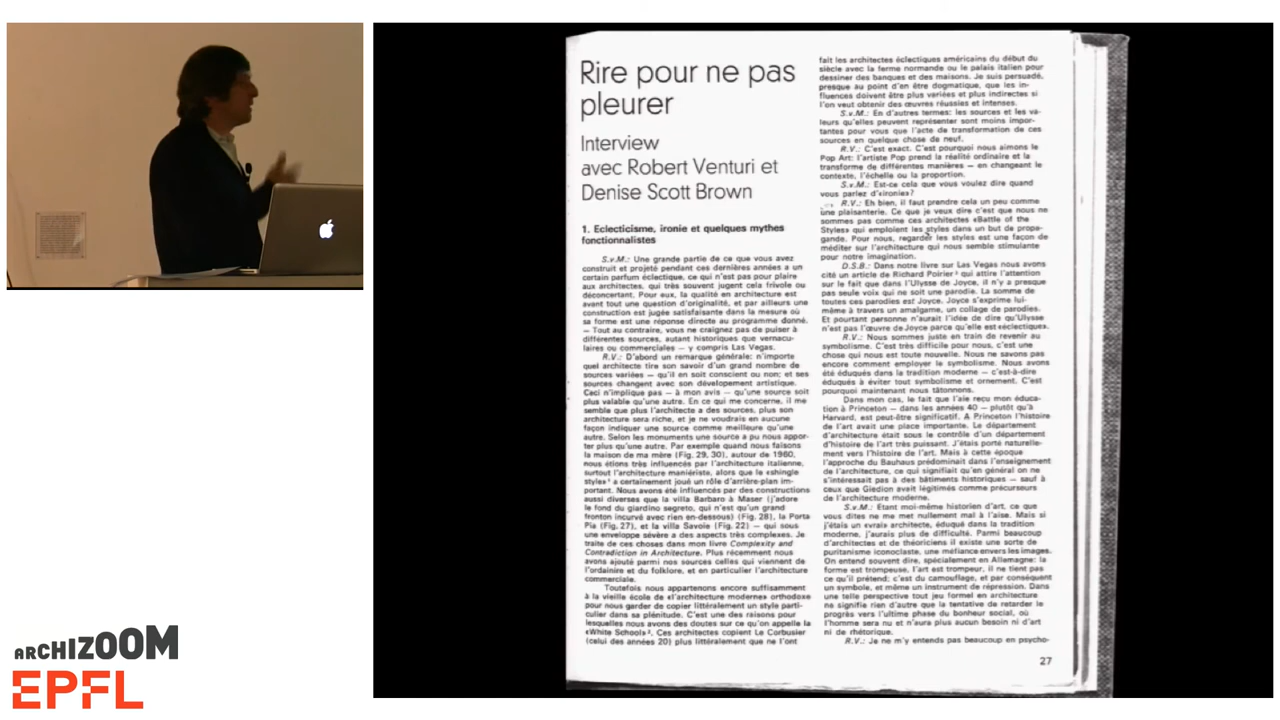 Rire pour ne pas
pleurer
Interview
avec Robert Venturi et
Denise Scott Brown
1. Eclecticisme, ironie et quelques mythes
fonctionnalistes
S.v.M.: Une grande partie de ce que vous avez
construit et projeté pendant ces dernières années a un
certain parfum éclectique, ce qui n'est pas pour plaire
aux architectes, qui très souvent jugent cela frivole ou
déconcertant. Pour eux, la qualité en architecture est
avant tout une question d'originalité, et par ailleurs une
construction est jugée satisfaisante dans la mesure où
sa forme est une réponse directe au programme donné.
— Tout au contraire, vous ne craignez pas de puiser à
différentes sources, autant historiques que vernacu-
laires ou commerciales — y compris Las Vegas.
R.V.: D'abord un remarque générale: n'importe
quel architecte tire son savoir d'un grand nombre de
sources variées — qu'il en soit conscient ou non; et ses
sources changent avec son dévelopement artistique.
Ceci n'implique pas — à mon avis — qu'une source soit
plus valable qu'une autre. En ce qui me concerne, il me
semble que plus l'architecte a des sources, plus son
architecture sera riche, et je ne voudrais en aucune
façon indiquer une source comme meilleure qu'une
autre. Selon les monuments une source a pu nous appor-
ter plus qu'une autre. Par exemple quand nous faisons
la maison de ma mère (Fig. 29, 30), autour de 1960,
nous étions très influencés par l'architecture italienne,
surtout l'architecture maniériste, alors que le «shingle
style» a certainement joué un rôle d'arrière-plan im-
portant. Nous avons été influencés par des constructions
aussi diverses que la villa Barbaro à Maser (j'adore
le fond du giardino segreto, qui n'est qu'un grand
fronton incurvé avec rien en-dessous) (Fig. 28), la Porta
Pia (Fig. 27), et la villa Savoie (Fig. 22) — qui sous
une enveloppe sévère a des aspects très complexes. Je
traite de ces choses dans mon livre Complexity and
Contradiction in Architecture. Plus récemment nous
avons ajouté parmi nos sources celles qui viennent de
l'ordinaire et du folklore, et en particulier l'architecture
commerciale.
Toutefois nous appartenons encore suffisamment
à la vieille école de «l'architecture moderne» orthodoxe
pour nous garder de copier littéralement un style parti-
culier dans sa plénitude. C'est une des raisons pour
lesquelles nous avons des doutes sur ce qu'on appelle la
«White School»². Ces architectes copient Le Corbusier
(celui des années 20) plus littéralement que ne l'ont
fait les architectes éclectiques américains du début du
siècle avec la ferme normande ou le palais italien pour
dessiner des banques et des maisons. Je suis persuadé,
presque au point d'en être dogmatique, que les in-
fluences doivent être plus variées et plus indirectes si
l'on veut obtenir des œuvres réussies et intenses.
S.v.M.: En d'autres termes: les sources et les va-
leurs qu'elles peuvent représenter sont moins impor-
tantes pour vous que l'acte de transformation de ces
sources en quelque chose de neuf.
R.V.: C'est exact. C'est pourquoi nous aimons le
Pop Art: l'artiste Pop prend la réalité ordinaire et la
transforme de différentes manières — en changeant le
contexte, l'échelle ou la proportion.
S.v.M.: Est-ce cela que vous voulez dire quand
vous parlez d'«ironie»?
R.V.: Eh bien, il faut prendre cela un peu comme
une plaisanterie. Ce que je veux dire c'est que nous ne
sommes pas comme ces architectes «Battle of the
Styles» qui emploient les styles dans un but de propa-
gande. Pour nous, regarder les styles est une façon de
méditer sur l'architecture qui nous semble stimulante
pour notre imagination.
D.S.B.: Dans notre livre sur Las Vegas nous avons
cité un article de Richard Poirier³ qui attire l'attention
sur le fait que dans l'Ulysse de Joyce, il n'y a presque
pas seule voix qui ne soit une parodie. La somme de
toutes ces parodies est Joyce. Joyce s'exprime lui-
même à travers un amalgame, un collage de parodies.
Et pourtant personne n'aurait l'idée de dire qu'Ulysse
n'est pas l'œuvre de Joyce parce qu'elle est «éclectique».
R.V.: Nous sommes juste en train de revenir au
symbolisme. C'est très difficile pour nous, c'est une
chose qui nous est toute nouvelle. Nous ne savons pas
encore comment employer le symbolisme. Nous avons
été éduqués dans la tradition moderne — c'est-à-dire
éduqués à éviter tout symbolisme et ornement. C'est
pourquoi maintenant nous tâtonnons.
Dans mon cas, le fait que j'aie reçu mon éduca-
tion à Princeton — dans les années 40 — plutôt qu'à
Harvard, est peut-être significatif. A Princeton l'histoire
de l'art avait une place importante. Le département
d'architecture était sous le contrôle d'un département
d'histoire de l'art très puissant. J'étais porté naturelle-
ment vers l'histoire de l'art. Mais à cette époque
l'approche du Bauhaus prédominait dans l'enseignement
de l'architecture, ce qui signifiait qu'en général on ne
s'intéressait pas à des bâtiments historiques — sauf à
ceux que Giedion avait légitimés comme précurseurs
de l'architecture moderne.
S.v.M.: Etant moi-même historien d'art, ce que
vous dites ne me met nullement mal à l'aise. Mais si
j'étais un «vrai» architecte, éduqué dans la tradition
moderne, j'aurais plus de difficulté. Parmi beaucoup
d'architectes et de théoriciens il existe une sorte de
puritanisme iconoclaste, une méfiance envers les images.
On entend souvent dire, spécialement en Allemagne: la
forme est trompeuse, l'art est trompeur, il ne tient pas
ce qu'il prétend; c'est du camouflage, et par conséquent
un symbole, et même un instrument de répression. Dans
une telle perspective tout jeu formel en architecture
ne signifie rien d'autre que la tentative de retarder le
progrès vers l'ultime phase du bonheur social, où
l'homme sera nu et n'aura plus aucun besoin ni d'art
ni de rhétorique.
R.V.: Je ne m'y entends pas beaucoup en psycho-
27
ARCHIZOOM
EPFL